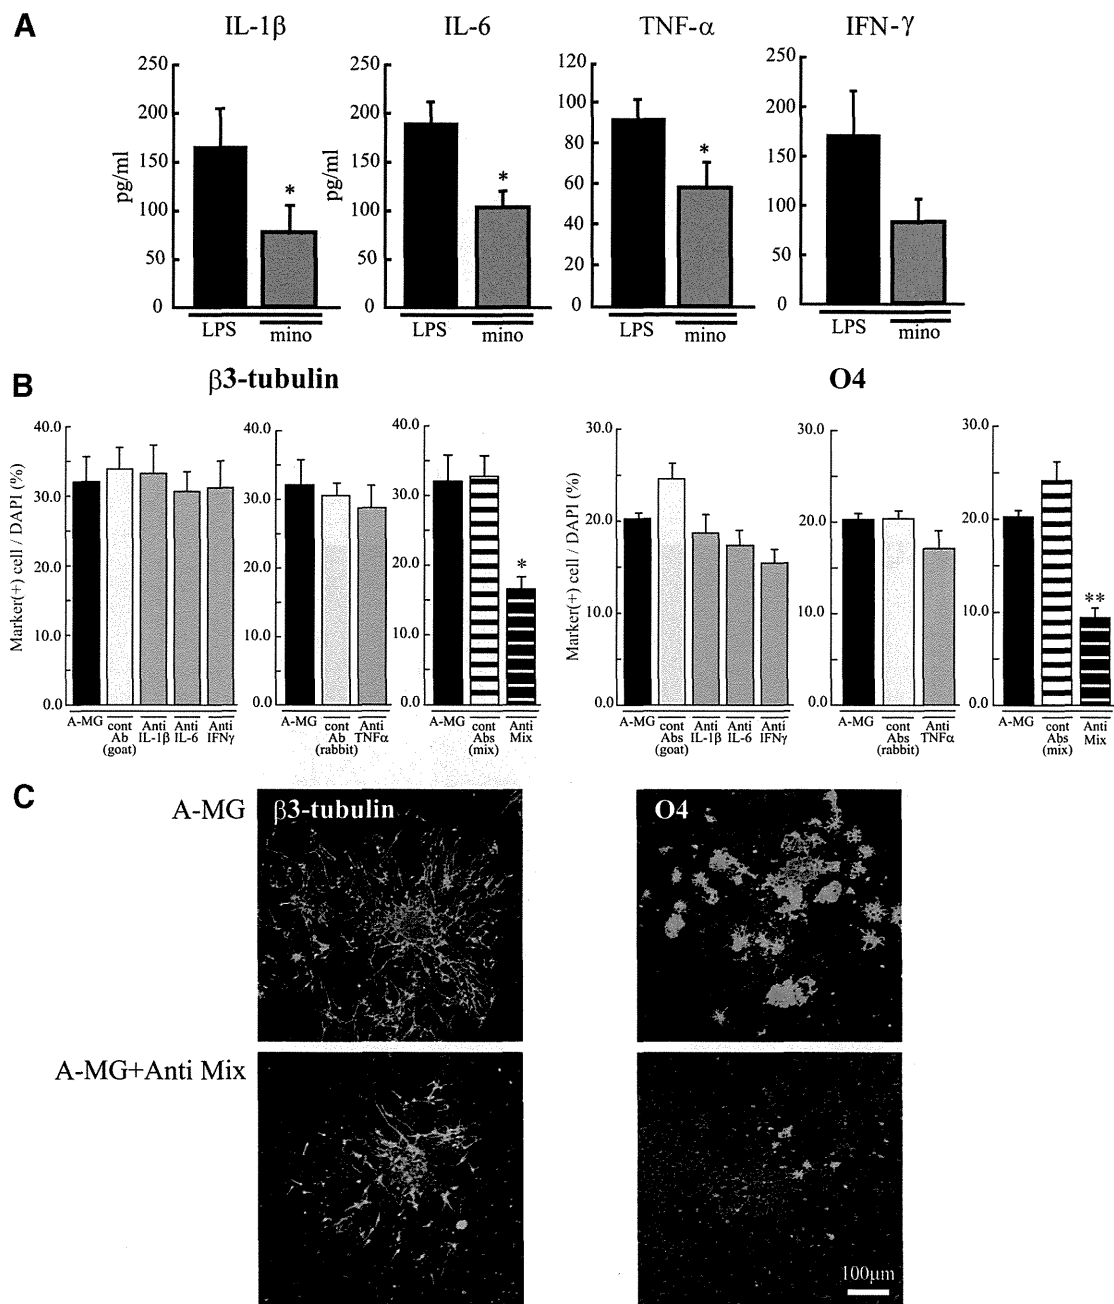 A
IL-1β
IL-6
TNF-α
IFN-γ
pg/ml
250
200
150
100
50
0
LPS
mino
pg/ml
250
200
150
100
50
0
LPS
mino
120
100
80
60
40
20
0
*
LPS
mino
250
200
150
100
50
0
LPS
mino
*
*
B
β3-tubulin
O4
Marker(+) cell / DAPI (%)
40.0
30.0
20.0
10.0
0.0
A-MG
cont Ab (goat)
Anti IL-1β
Anti IL-6
Anti IFNγ
40.0
30.0
20.0
10.0
0.0
A-MG
cont Ab (rabbit)
Anti TNFα
40.0
30.0
20.0
10.0
0.0
*
A-MG
cont Abs (mix)
Anti Mix
Marker(+) cell / DAPI (%)
30.0
20.0
10.0
0.0
A-MG
cont Abs (goat)
Anti IL-1β
Anti IL-6
Anti IFNγ
30.0
20.0
10.0
0.0
A-MG
cont Abs (rabbit)
Anti TNFα
30.0
20.0
10.0
0.0
**
A-MG
cont Abs (mix)
Anti Mix
C
A-MG
β3-tubulin
O4
A-MG+Anti Mix
100μm